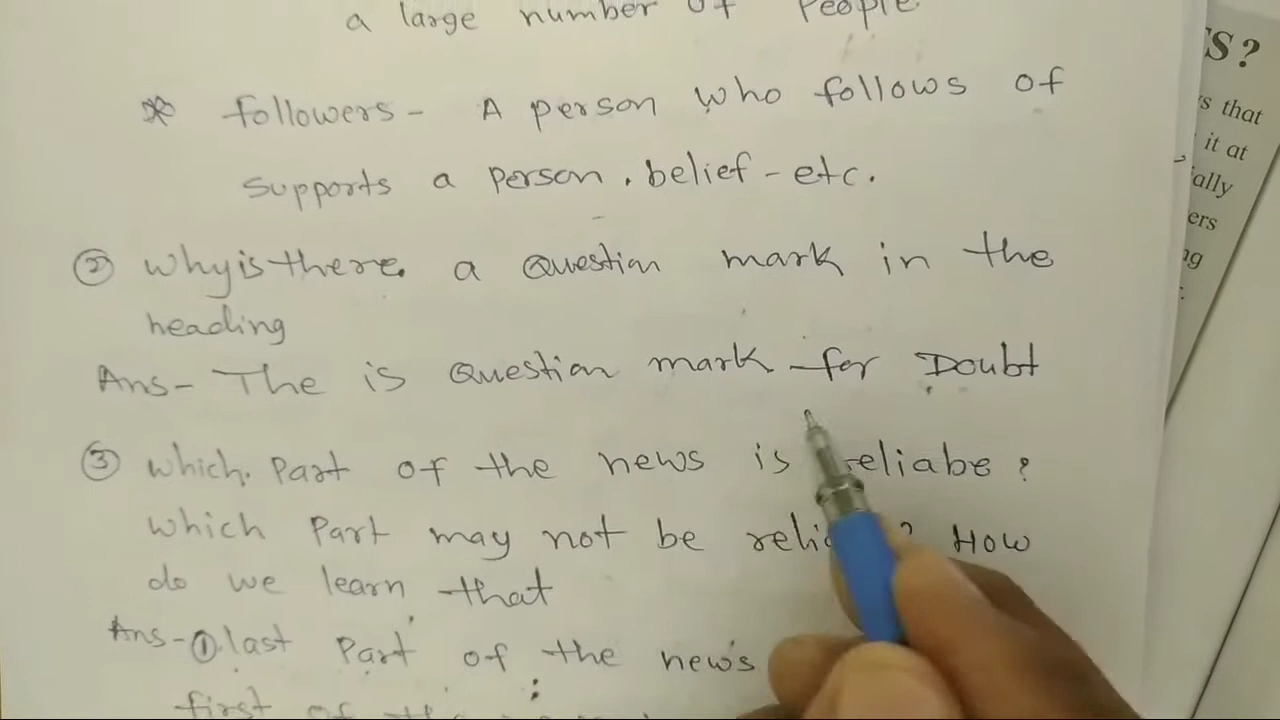 a large number of People
* followers - A person who follows of
supports a person, belief - etc.
② Why is there a Question mark in the
heading
Ans - The is Question mark for Doubt
③ which Part of the news is reliabe ?
which Part may not be ? How
do we learn that
Ans - ① last Part of the news
first of
S?
s that
it at
ally
ers
ng